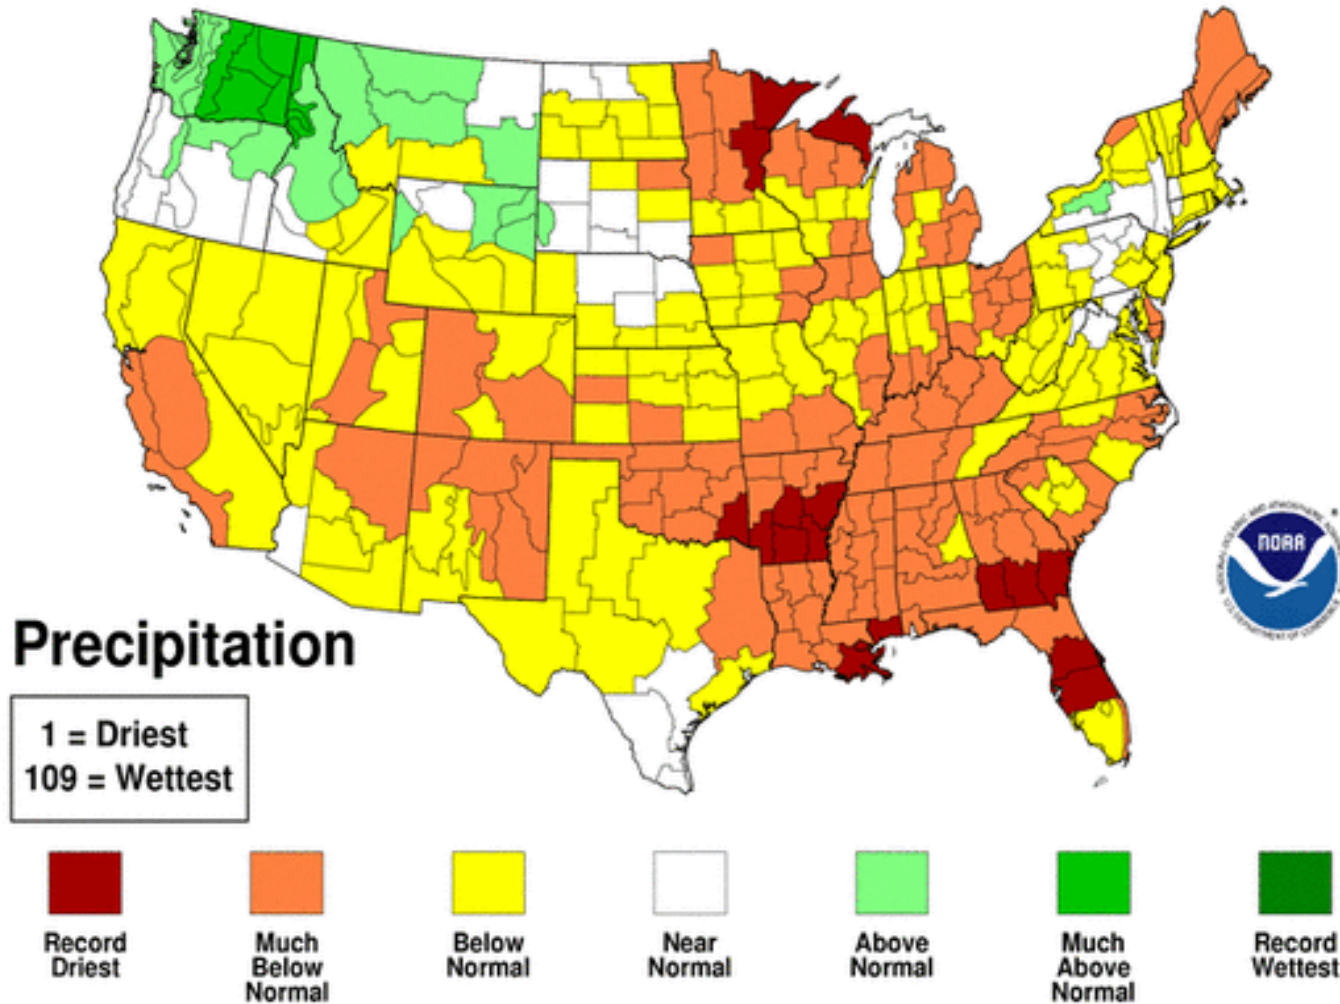 NOAA
Precipitation
1 = Driest
109 = Wettest
Record
Driest
Much
Below
Normal
Below
Normal
Near
Normal
Above
Normal
Much
Above
Normal
Record
Wettest